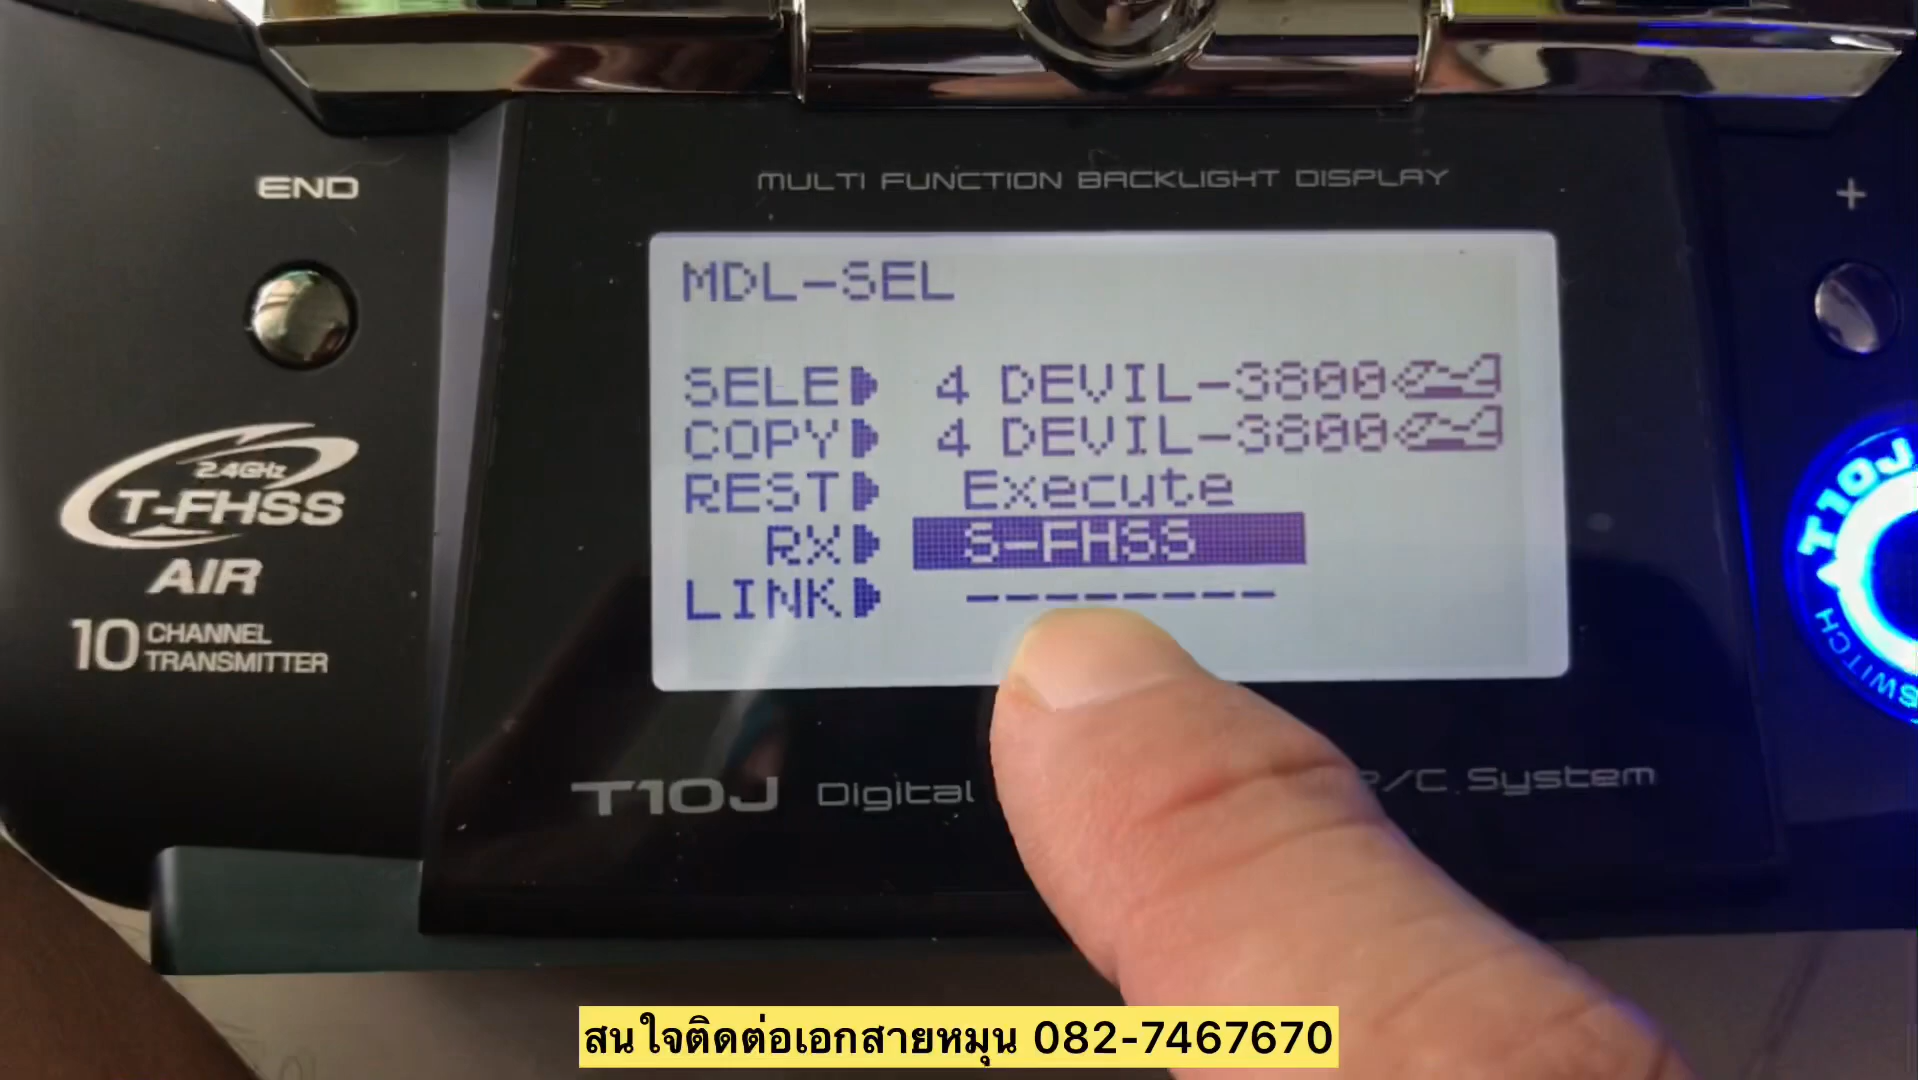 MULTI FUNCTION BACKLIGHT DISPLAY
END
+
MDL-SEL
SELE 4 DEVIL-3800
COPY 4 DEVIL-3800
REST Execute
RX S-FHSS
LINK --------
2.4GHz
T-FHSS
AIR
10 CHANNEL
TRANSMITTER
T10J
SWITCH
T10J Digital /C System
สนใจติดต่อเอกสายหมุน 082-7467670